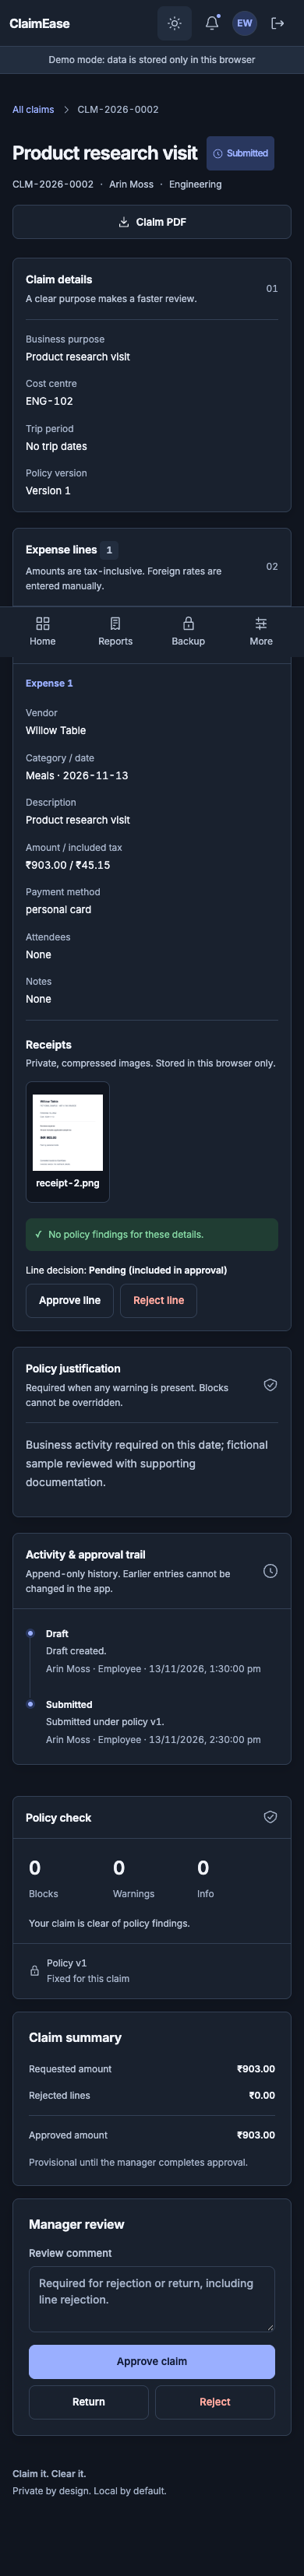 ClaimEase
EW
Demo mode: data is stored only in this browser
All claims
CLM-2026-0002
Product research visit
Submitted
CLM-2026-0002 · Arin Moss · Engineering
Claim PDF
Claim details
A clear purpose makes a faster review.
01
Business purpose
Product research visit
Cost centre
ENG-102
Trip period
No trip dates
Policy version
Version 1
Expense lines 1
Amounts are tax-inclusive. Foreign rates are
entered manually.
02
Home
Reports
Backup
More
Expense 1
Vendor
Willow Table
Category / date
Meals · 2026-11-13
Description
Product research visit
Amount / included tax
₹903.00 / ₹45.15
Payment method
personal card
Attendees
None
Notes
None
Receipts
Private, compressed images. Stored in this browser only.
Willow Table
receipt-2.png
✓ No policy findings for these details.
Line decision: Pending (included in approval)
Approve line
Reject line
Policy justification
Required when any warning is present. Blocks
cannot be overridden.
Business activity required on this date; fictional
sample reviewed with supporting
documentation.
Activity & approval trail
Append-only history. Earlier entries cannot be
changed in the app.
Draft
Draft created.
Arin Moss · Employee · 13/11/2026, 1:30:00 pm
Submitted
Submitted under policy v1.
Arin Moss · Employee · 13/11/2026, 2:30:00 pm
Policy check
0
0
0
Blocks
Warnings
Info
Your claim is clear of policy findings.
Policy v1
Fixed for this claim
Claim summary
Requested amount
₹903.00
Rejected lines
₹0.00
Approved amount
₹903.00
Provisional until the manager completes approval.
Manager review
Review comment
Required for rejection or return, including
line rejection.
Approve claim
Return
Reject
Claim it. Clear it.
Private by design. Local by default.